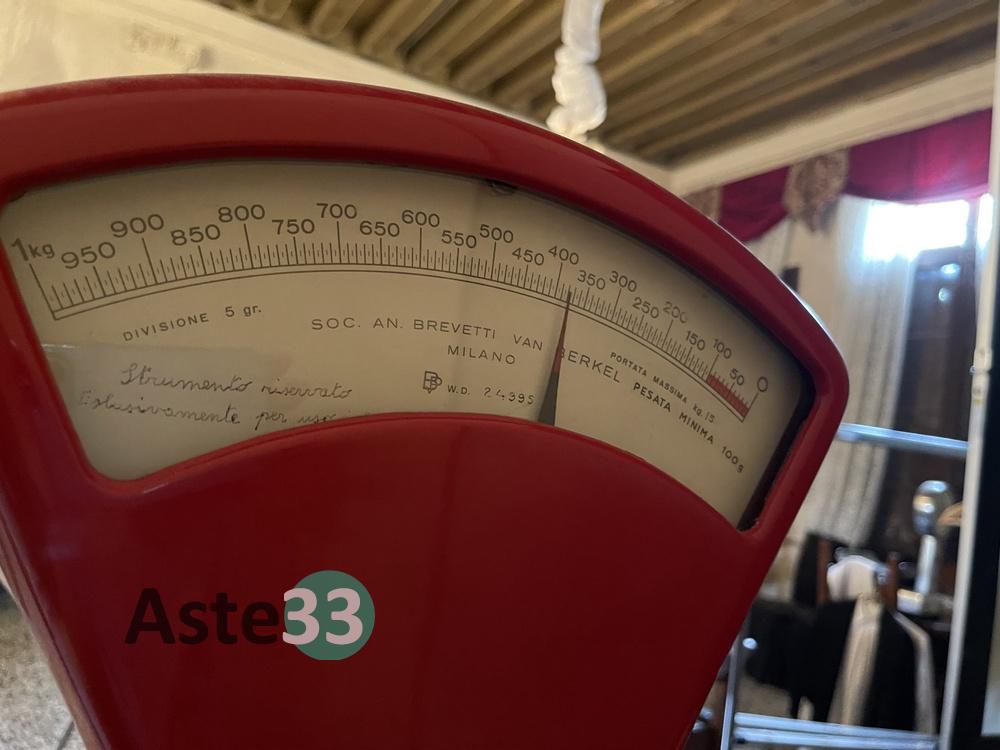 1kg 950 900 850 800 750 700 650 600 550 500 450 400 350 300 250 200 150 100 50 0
DIVISIONE 5 gr.
SOC. AN. BREVETTI VAN BERKEL
MILANO
W.D. 24395
PORTATA MASSIMA kg. 15
PESATA MINIMA 100g
Strumento riservato
Esclusivamente per uso
Aste33